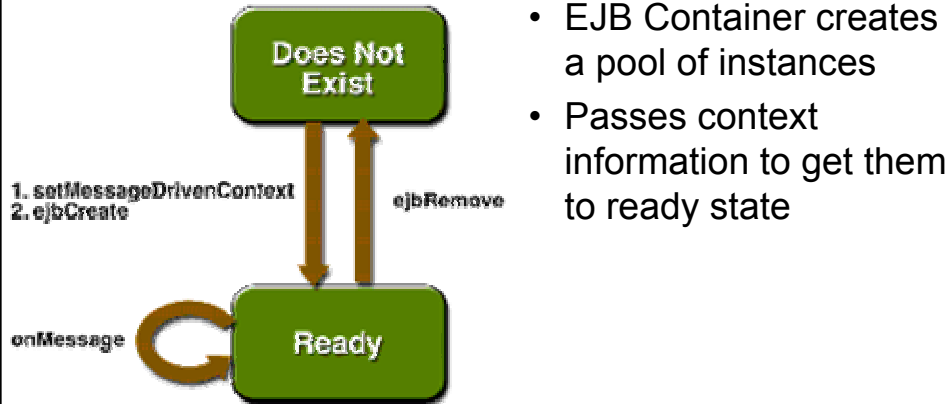 Does Not
Exist
1. setMessageDrivenContext
2. ejbCreate
ejbRemove
onMessage
Ready
• EJB Container creates
a pool of instances
• Passes context
information to get them
to ready state